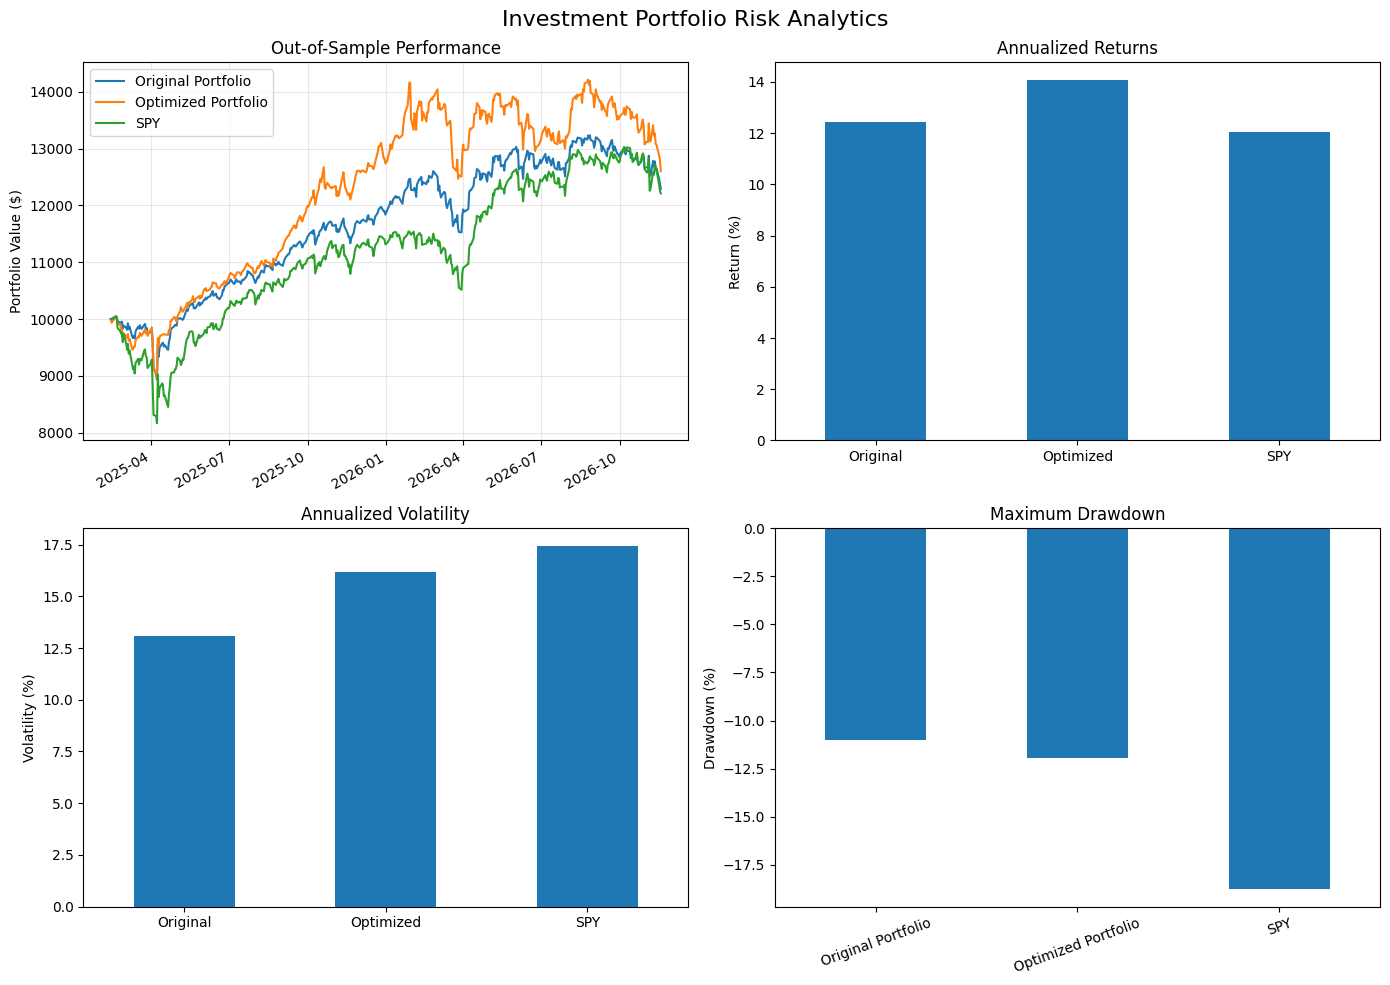 Investment Portfolio Risk Analytics
Out-of-Sample Performance
Original Portfolio
Optimized Portfolio
SPY
Portfolio Value ($)
14000
13000
12000
11000
10000
9000
8000
2025-04
2025-07
2025-10
2026-01
2026-04
2026-07
2026-10
Annualized Returns
Return (%)
14
12
10
8
6
4
2
0
Original
Optimized
SPY
Annualized Volatility
Volatility (%)
17.5
15.0
12.5
10.0
7.5
5.0
2.5
0.0
Original
Optimized
SPY
Maximum Drawdown
Drawdown (%)
0.0
−2.5
−5.0
−7.5
−10.0
−12.5
−15.0
−17.5
Original Portfolio
Optimized Portfolio
SPY